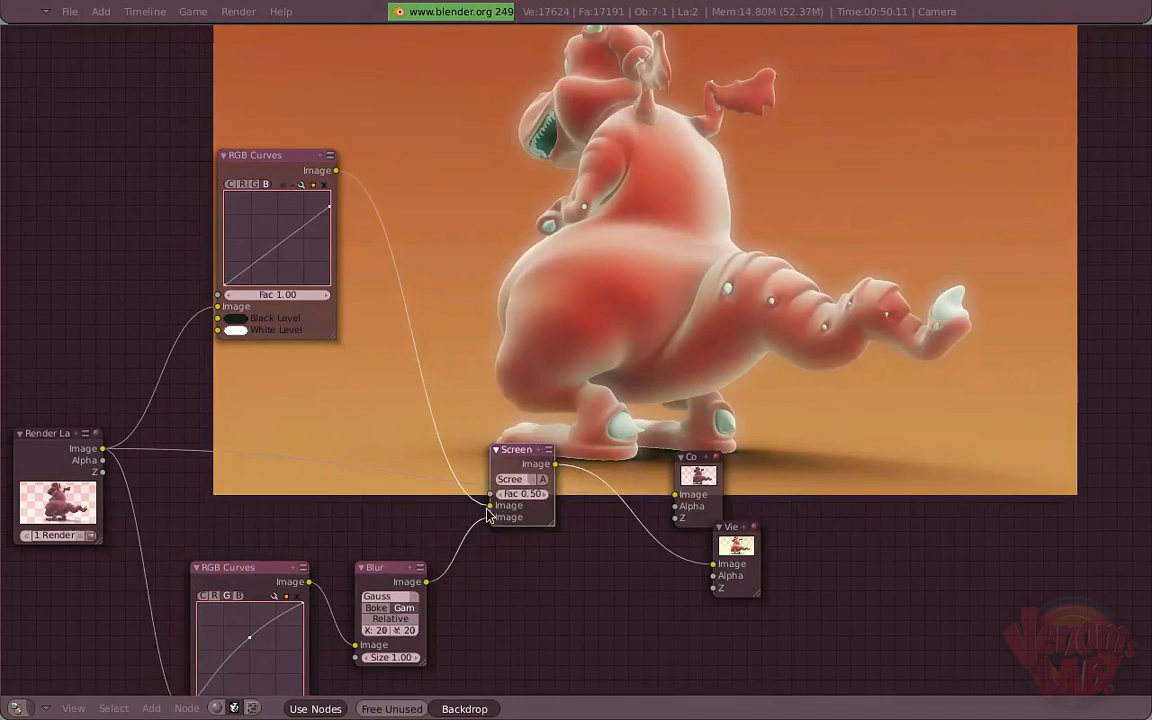 File Add Timeline Game Render Help www.blender.org 249 Ve:17624 | Fa:17191 | Ob:7-1 | La:2 | Mem:14.80M (52.37M) | Time:00:50.11 | Camera
RGB Curves
Image
C R G B
Fac 1.00
Image
Black Level
White Level
Render La
Image
Alpha
Z
1 Render
Screen
Image
Scree A
Fac 0.50
Image
Image
Co
Image
Alpha
Z
Vie
Image
Alpha
Z
RGB Curves
Image
C R G B
Blur
Image
Gauss
Boke Gam
Relative
X: 20 Y: 20
Image
Size 1.00
Venom's
LAB.
View Select Add Node Use Nodes Free Unused Backdrop